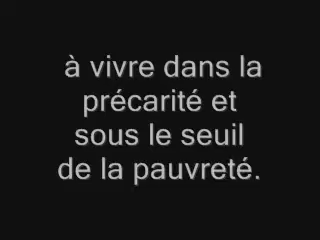 à vivre dans la
précarité et
sous le seuil
de la pauvreté.